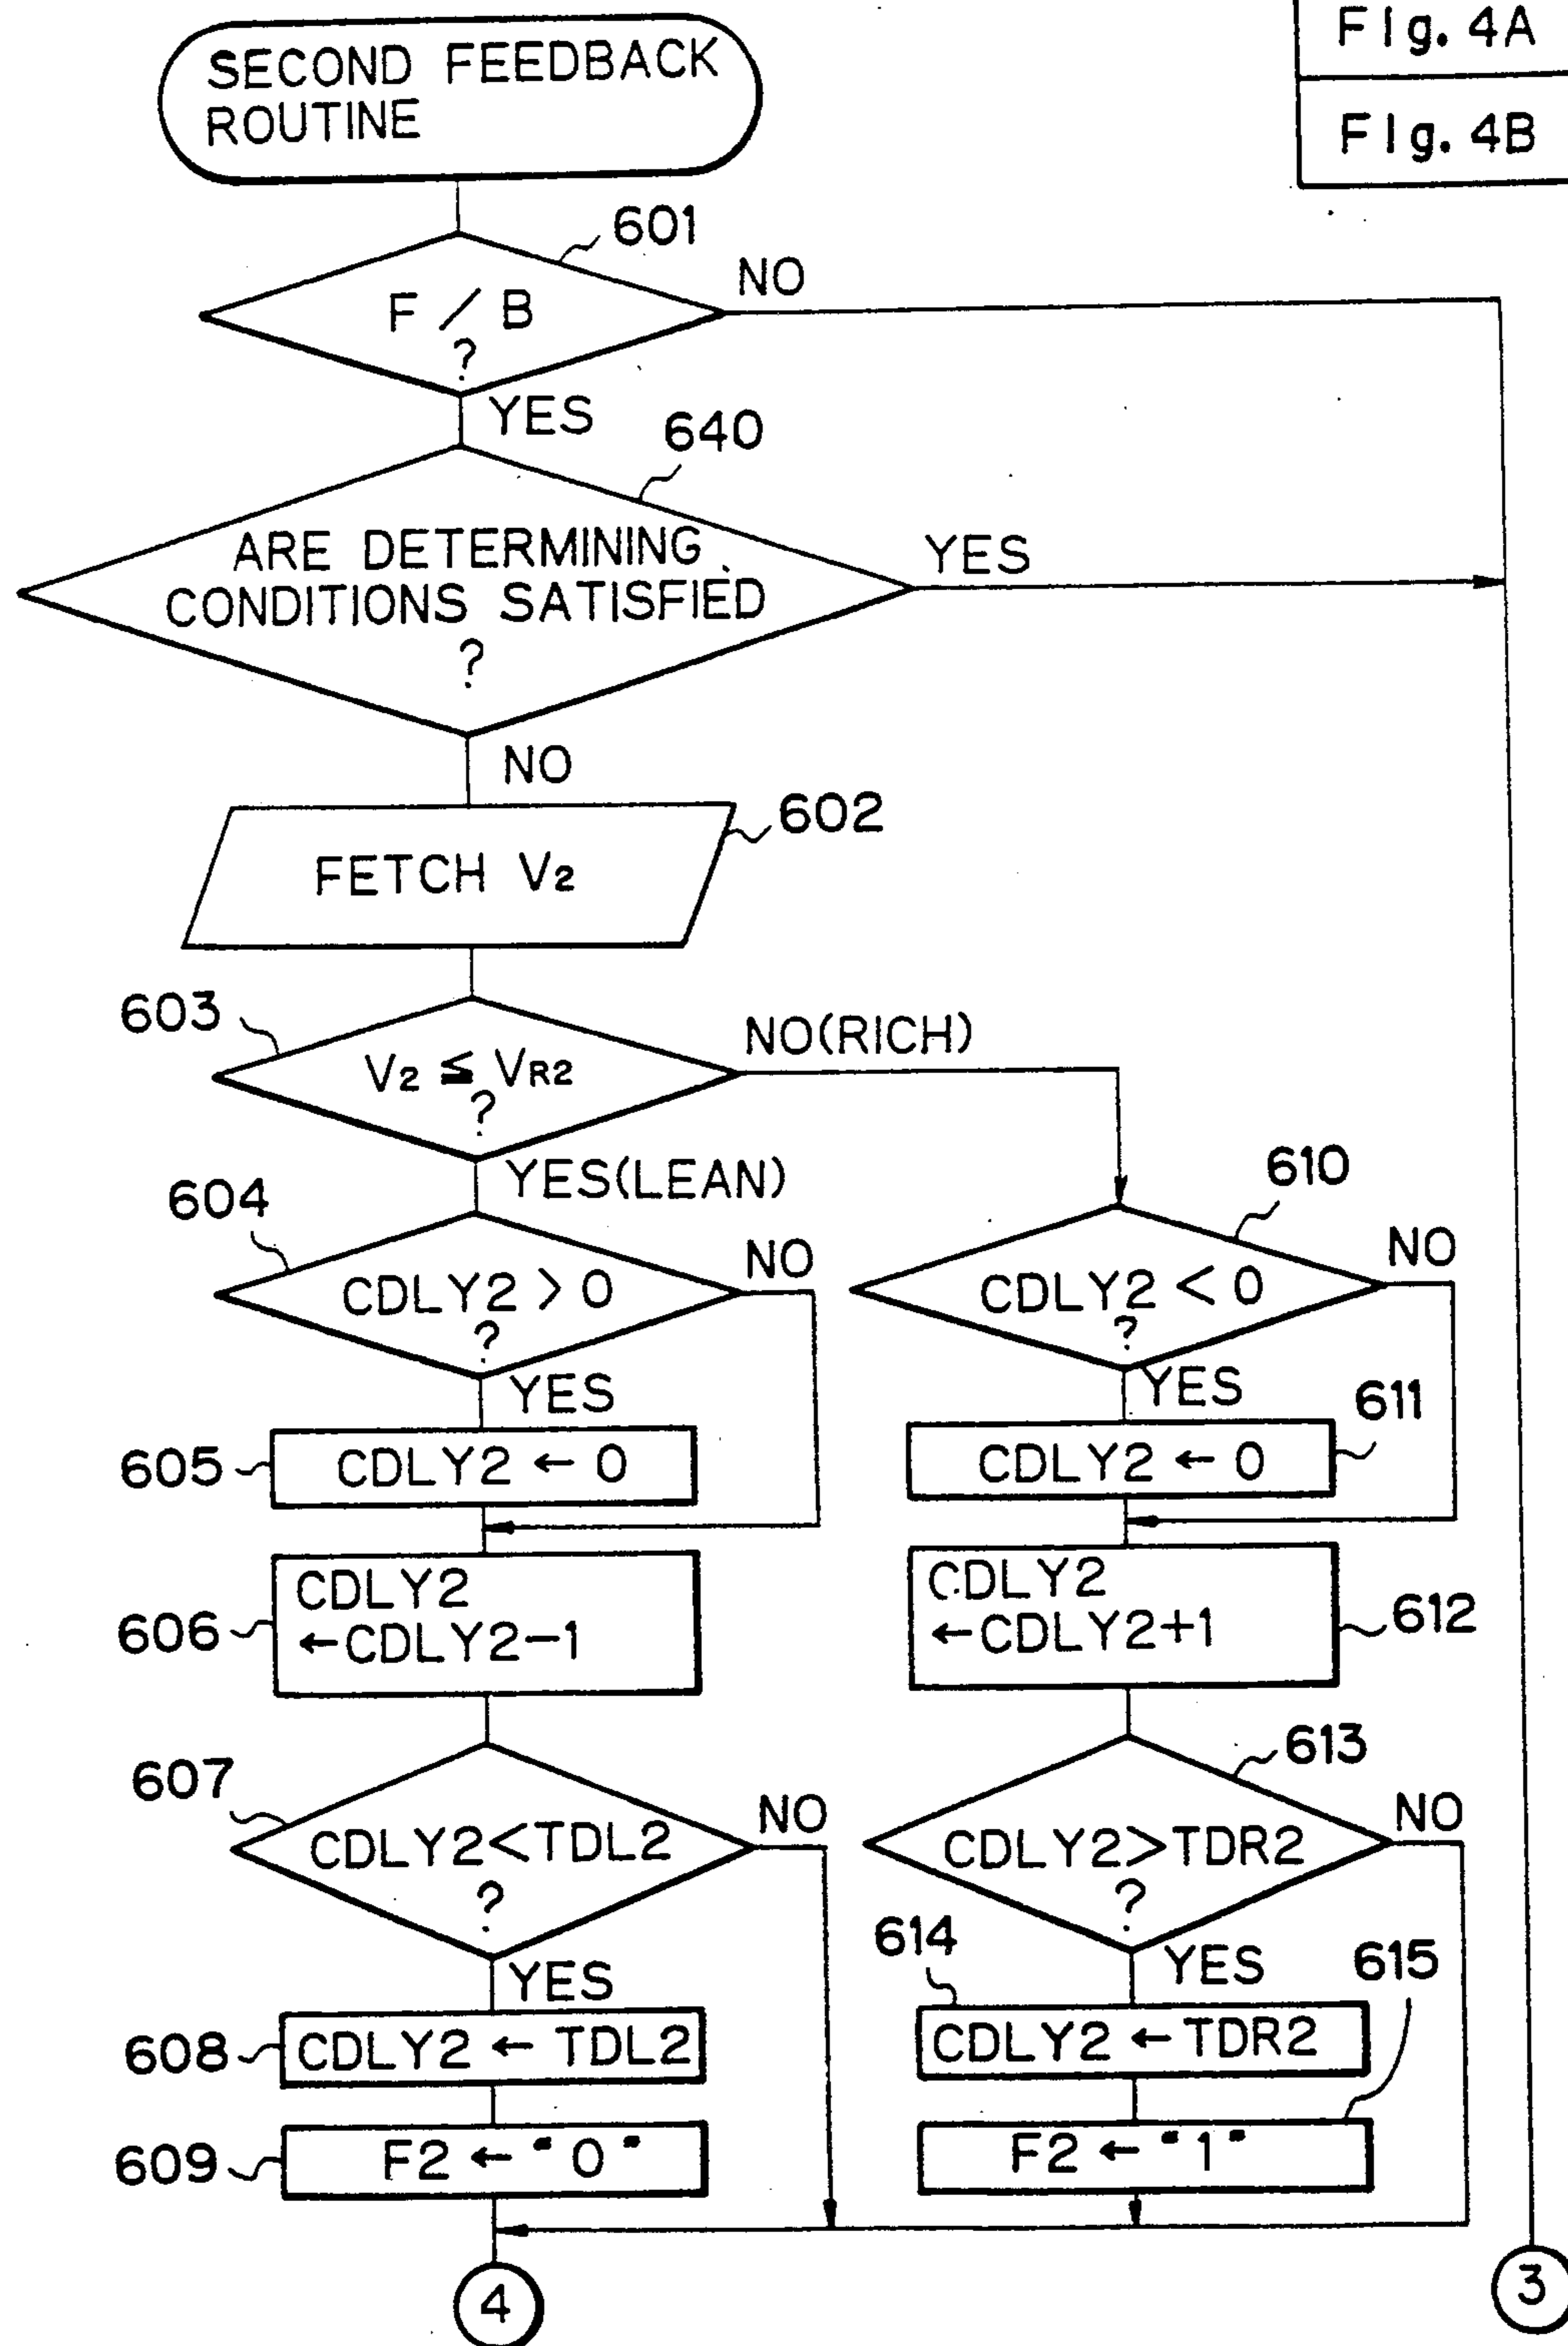 Fig. 4A
Fig. 4B
SECOND FEEDBACK
ROUTINE
601
F / B
?
NO
YES
640
ARE DETERMINING
CONDITIONS SATISFIED
?
YES
NO
602
FETCH V2
603
V2 ≦ VR2
?
NO(RICH)
YES(LEAN)
604
CDLY2 > 0
?
NO
YES
610
CDLY2 < 0
?
NO
YES
605
CDLY2 ← 0
611
CDLY2 ← 0
606
CDLY2
←CDLY2-1
612
CDLY2
←CDLY2+1
607
CDLY2<TDL2
?
NO
YES
613
CDLY2>TDR2
?
NO
YES
608
CDLY2 ← TDL2
614
CDLY2 ← TDR2
615
609
F2 ← "0"
F2 ← "1"
4
3